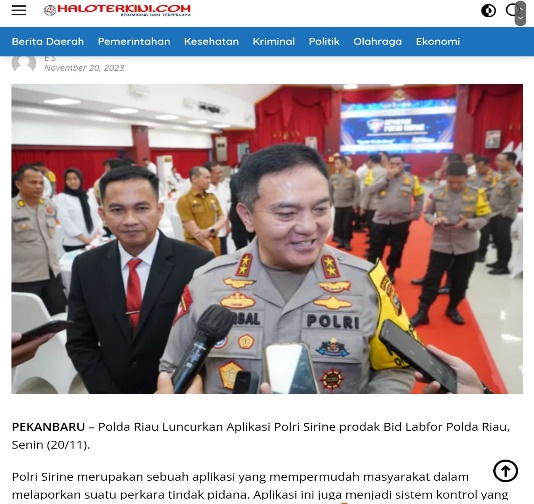 HALOTERKINI.COM
Berita Daerah Pemerintahan Kesehatan Kriminal Politik Olahraga Ekonomi
E S
November 20, 2023
POLRI
PEKANBARU – Polda Riau Luncurkan Aplikasi Polri Sirine prodak Bid Labfor Polda Riau,
Senin (20/11).
Polri Sirine merupakan sebuah aplikasi yang mempermudah masyarakat dalam
melaporkan suatu perkara tindak pidana. Aplikasi ini juga menjadi sistem kontrol yang